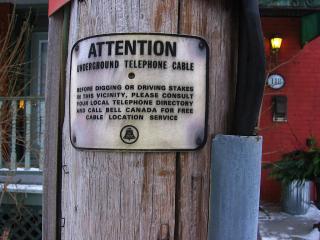 ATTENTION
UNDERGROUND TELEPHONE CABLE
BEFORE DIGGING OR DRIVING STAKES
IN THIS VICINITY, PLEASE CONSULT
YOUR LOCAL TELEPHONE DIRECTORY
AND CALL BELL CANADA FOR FREE
CABLE LOCATION SERVICE
118